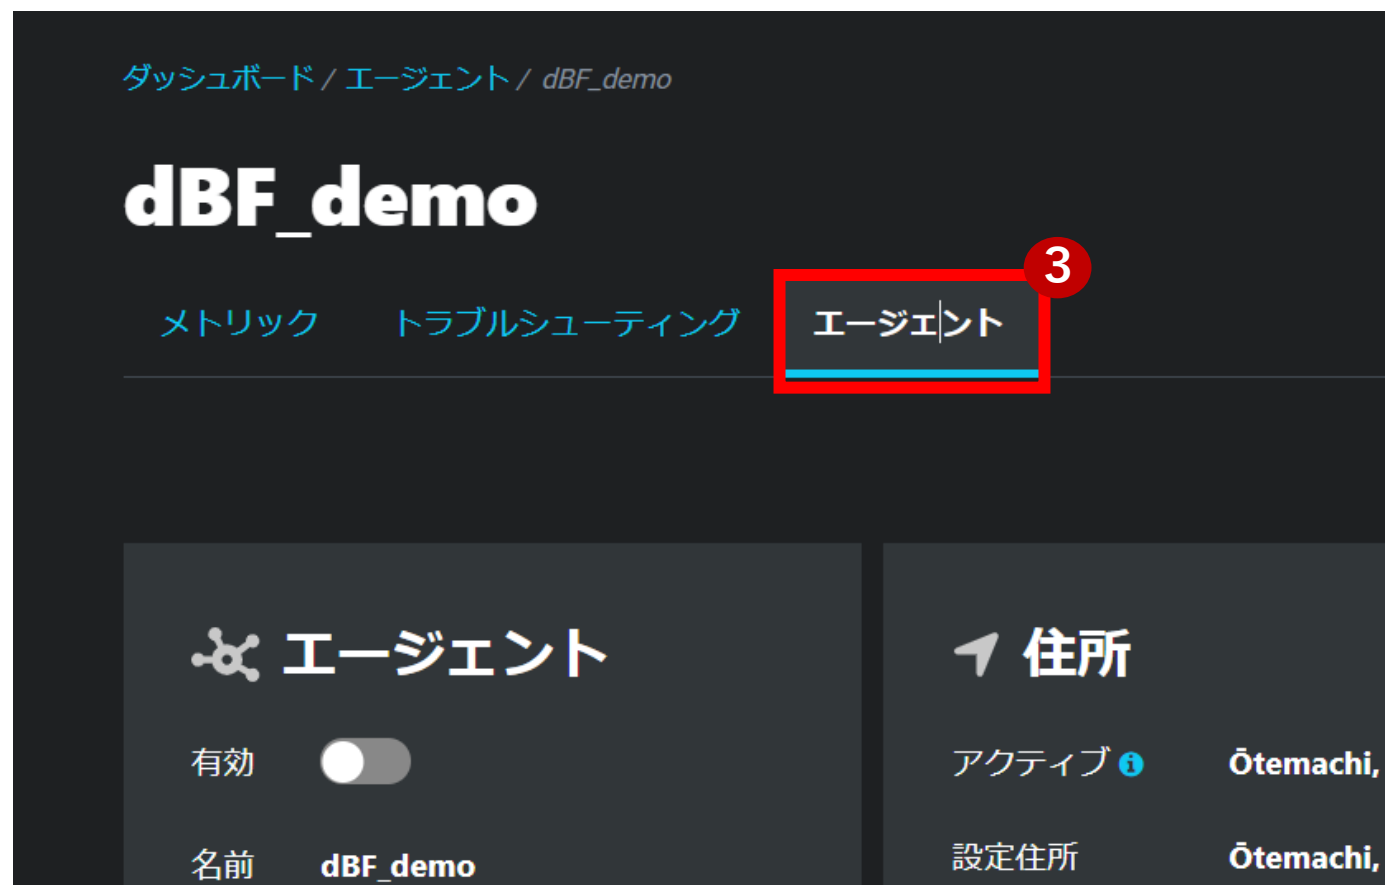 ダッシュボード / エージェント / dBF_demo
dBF_demo
3
メトリック トラブルシューティング エージェント
エージェント
有効
名前 dBF_demo
住所
アクティブ Ōtemachi,
設定住所 Ōtemachi,